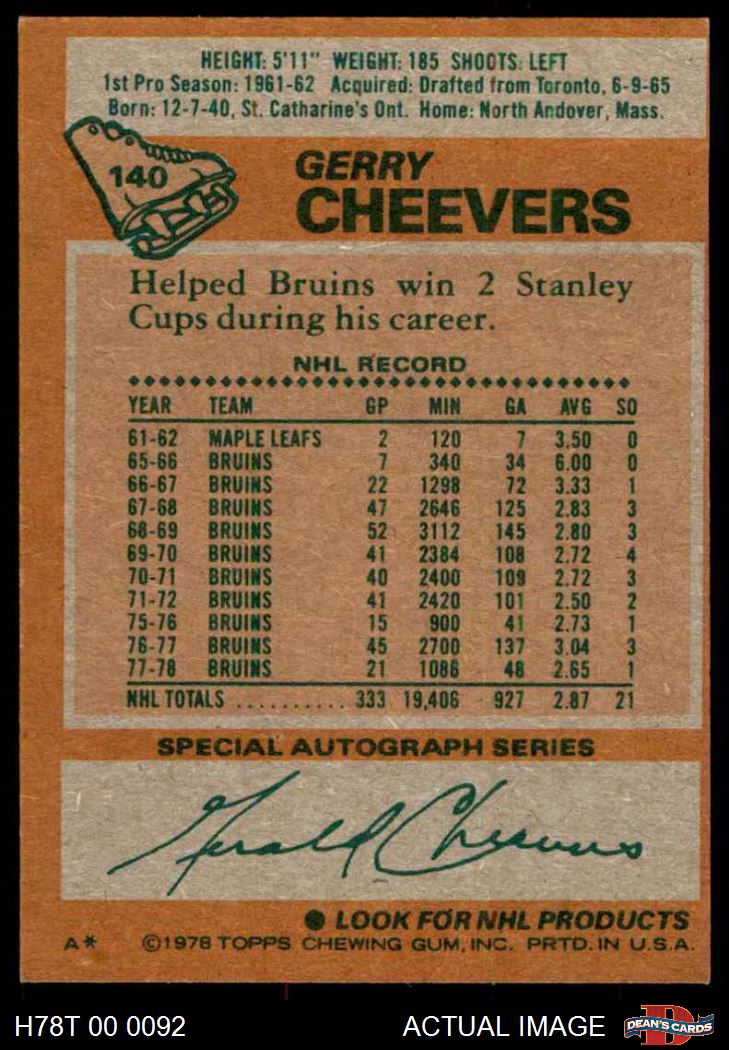 HEIGHT: 5'11" WEIGHT: 185 SHOOTS: LEFT
1st Pro Season: 1961-62 Acquired: Drafted from Toronto, 6-9-65
Born: 12-7-40, St. Catharine's Ont. Home: North Andover, Mass.
140
GERRY
CHEEVERS
Helped Bruins win 2 Stanley
Cups during his career.
NHL RECORD
YEAR TEAM GP MIN GA AVG SO
61-62 MAPLE LEAFS 2 120 7 3.50 0
65-66 BRUINS 7 340 34 6.00 0
66-67 BRUINS 22 1298 72 3.33 1
67-68 BRUINS 47 2646 125 2.83 3
68-69 BRUINS 52 3112 145 2.80 3
69-70 BRUINS 41 2384 108 2.72 4
70-71 BRUINS 40 2400 109 2.72 3
71-72 BRUINS 41 2420 101 2.50 2
75-76 BRUINS 15 900 41 2.73 1
76-77 BRUINS 45 2700 137 3.04 3
77-78 BRUINS 21 1086 48 2.65 1
NHL TOTALS .......... 333 19,406 927 2.87 21
SPECIAL AUTOGRAPH SERIES
Gerald Cheevers
● LOOK FOR NHL PRODUCTS
A* ©1978 TOPPS CHEWING GUM, INC. PRTD. IN U.S.A.
H78T 00 0092 ACTUAL IMAGE
D
DEAN'S CARDS